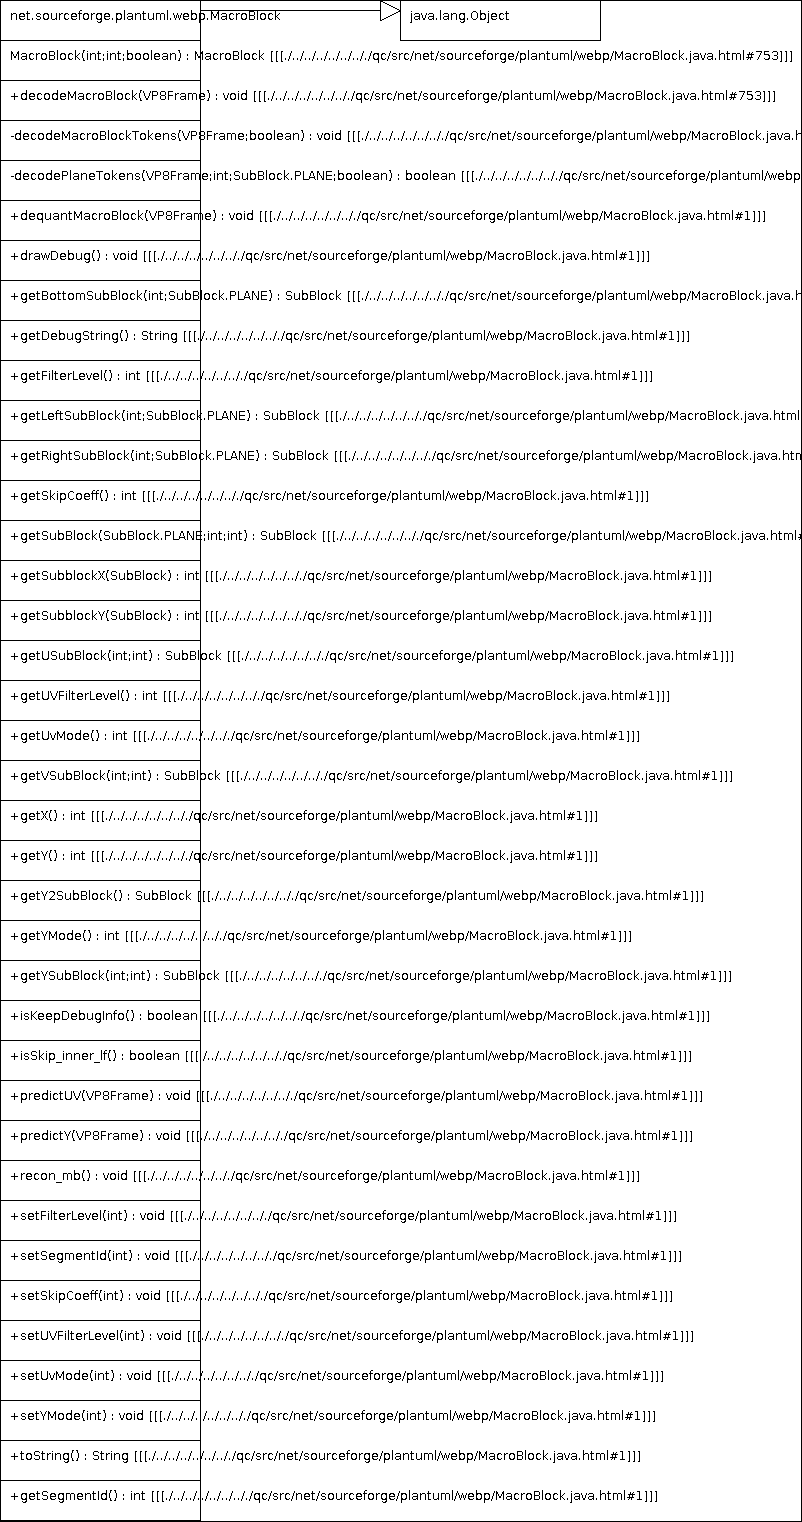 net.sourceforge.plantuml.webp.MacroBlock java.lang.Object
MacroBlock(int;int;boolean) : MacroBlock [[[./../../../../../../../qc/src/net/sourceforge/plantuml/webp/MacroBlock.java.html#753]]]
+decodeMacroBlock(VP8Frame) : void [[[./../../../../../../../qc/src/net/sourceforge/plantuml/webp/MacroBlock.java.html#753]]]
-decodeMacroBlockTokens(VP8Frame;boolean) : void [[[./../../../../../../../qc/src/net/sourceforge/plantuml/webp/MacroBlock.java.h
-decodePlaneTokens(VP8Frame;int;SubBlock.PLANE;boolean) : boolean [[[./../../../../../../../qc/src/net/sourceforge/plantuml/webp
+dequantMacroBlock(VP8Frame) : void [[[./../../../../../../../qc/src/net/sourceforge/plantuml/webp/MacroBlock.java.html#1]]]
+drawDebug() : void [[[./../../../../../../../qc/src/net/sourceforge/plantuml/webp/MacroBlock.java.html#1]]]
+getBottomSubBlock(int;SubBlock.PLANE) : SubBlock [[[./../../../../../../../qc/src/net/sourceforge/plantuml/webp/MacroBlock.java.h
+getDebugString() : String [[[./../../../../../../../qc/src/net/sourceforge/plantuml/webp/MacroBlock.java.html#1]]]
+getFilterLevel() : int [[[./../../../../../../../qc/src/net/sourceforge/plantuml/webp/MacroBlock.java.html#1]]]
+getLeftSubBlock(int;SubBlock.PLANE) : SubBlock [[[./../../../../../../../qc/src/net/sourceforge/plantuml/webp/MacroBlock.java.html
+getRightSubBlock(int;SubBlock.PLANE) : SubBlock [[[./../../../../../../../qc/src/net/sourceforge/plantuml/webp/MacroBlock.java.htm
+getSkipCoeff() : int [[[./../../../../../../../qc/src/net/sourceforge/plantuml/webp/MacroBlock.java.html#1]]]
+getSubBlock(SubBlock.PLANE;int;int) : SubBlock [[[./../../../../../../../qc/src/net/sourceforge/plantuml/webp/MacroBlock.java.html#
+getSubblockX(SubBlock) : int [[[./../../../../../../../qc/src/net/sourceforge/plantuml/webp/MacroBlock.java.html#1]]]
+getSubblockY(SubBlock) : int [[[./../../../../../../../qc/src/net/sourceforge/plantuml/webp/MacroBlock.java.html#1]]]
+getUSubBlock(int;int) : SubBlock [[[./../../../../../../../qc/src/net/sourceforge/plantuml/webp/MacroBlock.java.html#1]]]
+getUVFilterLevel() : int [[[./../../../../../../../qc/src/net/sourceforge/plantuml/webp/MacroBlock.java.html#1]]]
+getUvMode() : int [[[./../../../../../../../qc/src/net/sourceforge/plantuml/webp/MacroBlock.java.html#1]]]
+getVSubBlock(int;int) : SubBlock [[[./../../../../../../../qc/src/net/sourceforge/plantuml/webp/MacroBlock.java.html#1]]]
+getX() : int [[[./../../../../../../../qc/src/net/sourceforge/plantuml/webp/MacroBlock.java.html#1]]]
+getY() : int [[[./../../../../../../../qc/src/net/sourceforge/plantuml/webp/MacroBlock.java.html#1]]]
+getY2SubBlock() : SubBlock [[[./../../../../../../../qc/src/net/sourceforge/plantuml/webp/MacroBlock.java.html#1]]]
+getYMode() : int [[[./../../../../../../../qc/src/net/sourceforge/plantuml/webp/MacroBlock.java.html#1]]]
+getYSubBlock(int;int) : SubBlock [[[./../../../../../../../qc/src/net/sourceforge/plantuml/webp/MacroBlock.java.html#1]]]
+isKeepDebugInfo() : boolean [[[./../../../../../../../qc/src/net/sourceforge/plantuml/webp/MacroBlock.java.html#1]]]
+isSkip_inner_lf() : boolean [[[./../../../../../../../qc/src/net/sourceforge/plantuml/webp/MacroBlock.java.html#1]]]
+predictUV(VP8Frame) : void [[[./../../../../../../../qc/src/net/sourceforge/plantuml/webp/MacroBlock.java.html#1]]]
+predictY(VP8Frame) : void [[[./../../../../../../../qc/src/net/sourceforge/plantuml/webp/MacroBlock.java.html#1]]]
+recon_mb() : void [[[./../../../../../../../qc/src/net/sourceforge/plantuml/webp/MacroBlock.java.html#1]]]
+setFilterLevel(int) : void [[[./../../../../../../../qc/src/net/sourceforge/plantuml/webp/MacroBlock.java.html#1]]]
+setSegmentId(int) : void [[[./../../../../../../../qc/src/net/sourceforge/plantuml/webp/MacroBlock.java.html#1]]]
+setSkipCoeff(int) : void [[[./../../../../../../../qc/src/net/sourceforge/plantuml/webp/MacroBlock.java.html#1]]]
+setUVFilterLevel(int) : void [[[./../../../../../../../qc/src/net/sourceforge/plantuml/webp/MacroBlock.java.html#1]]]
+setUvMode(int) : void [[[./../../../../../../../qc/src/net/sourceforge/plantuml/webp/MacroBlock.java.html#1]]]
+setYMode(int) : void [[[./../../../../../../../qc/src/net/sourceforge/plantuml/webp/MacroBlock.java.html#1]]]
+toString() : String [[[./../../../../../../../qc/src/net/sourceforge/plantuml/webp/MacroBlock.java.html#1]]]
+getSegmentId() : int [[[./../../../../../../../qc/src/net/sourceforge/plantuml/webp/MacroBlock.java.html#1]]]